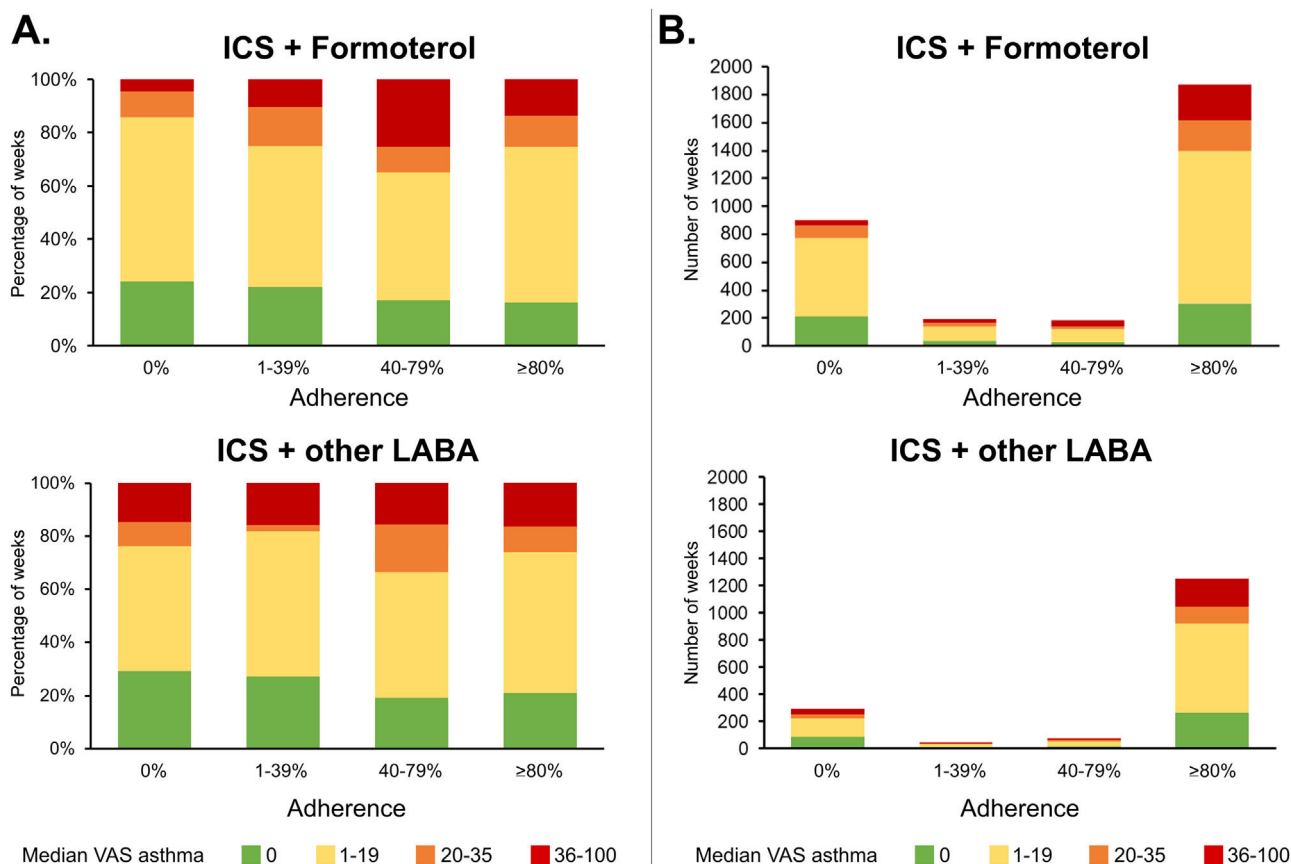 A.
ICS + Formoterol
Percentage of weeks
100%
80%
60%
40%
20%
0%
0% 1-39% 40-79% ≥80%
Adherence
ICS + other LABA
Percentage of weeks
100%
80%
60%
40%
20%
0%
0% 1-39% 40-79% ≥80%
Adherence
Median VAS asthma 0 1-19 20-35 36-100
B.
ICS + Formoterol
Number of weeks
2000
1800
1600
1400
1200
1000
800
600
400
200
0
0% 1-39% 40-79% ≥80%
Adherence
ICS + other LABA
Number of weeks
2000
1800
1600
1400
1200
1000
800
600
400
200
0
0% 1-39% 40-79% ≥80%
Adherence
Median VAS asthma 0 1-19 20-35 36-100